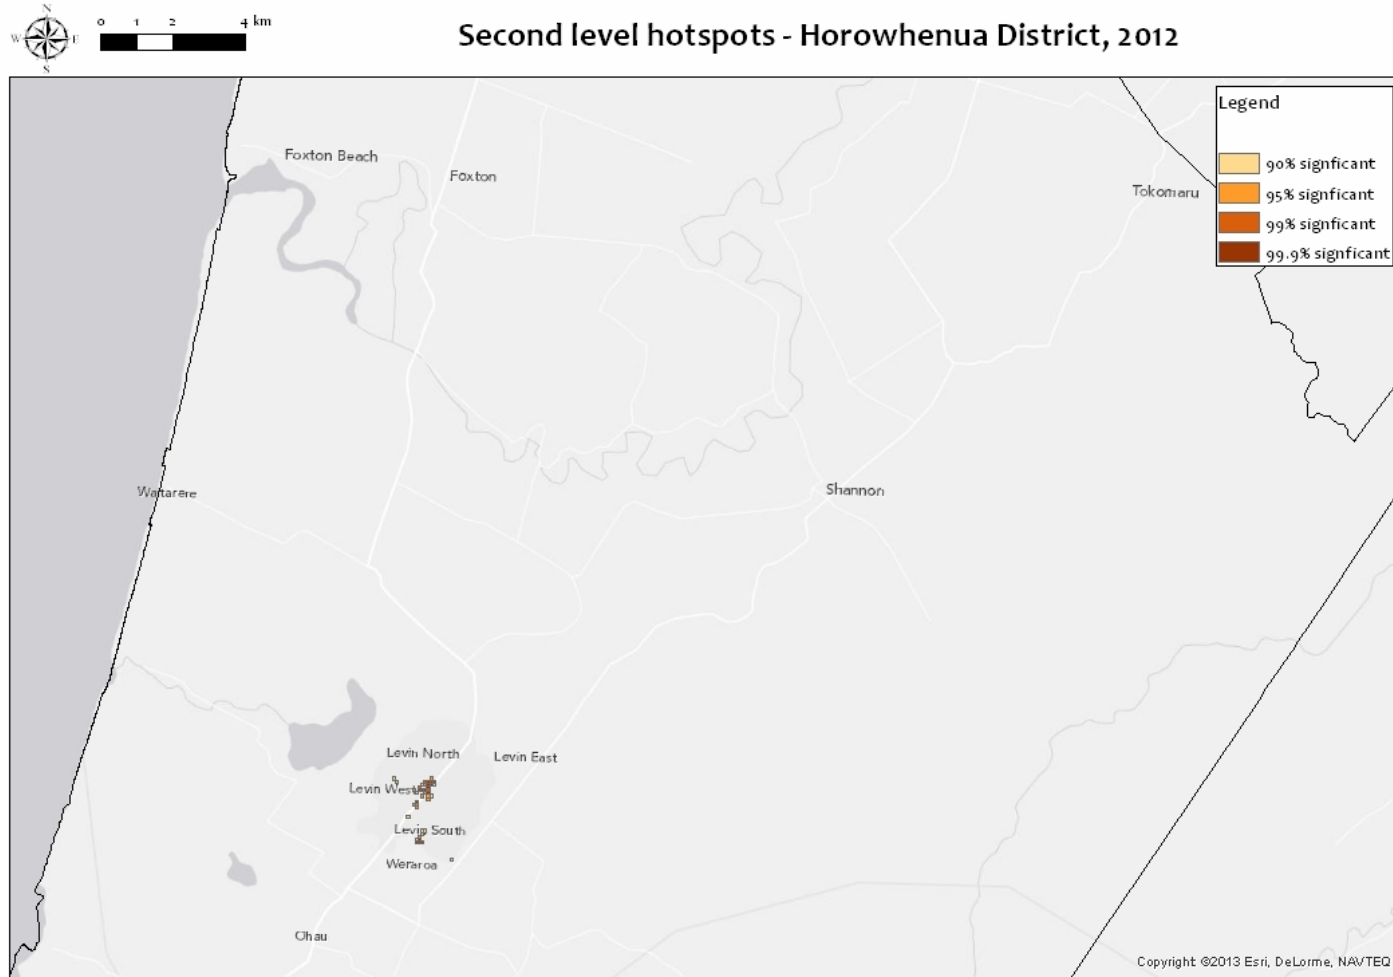 N
W E
S
0 1 2 4 km
Second level hotspots - Horowhenua District, 2012
Legend
90% signficant
95% signficant
99% signficant
99.9% signficant
Foxton Beach
Foxton
Tokomaru
Waitarere
Shannon
Levin North
Levin East
Levin West
Levin South
Weraroa
Ohau
Copyright ©2013 Esri, DeLorme, NAVTEQ